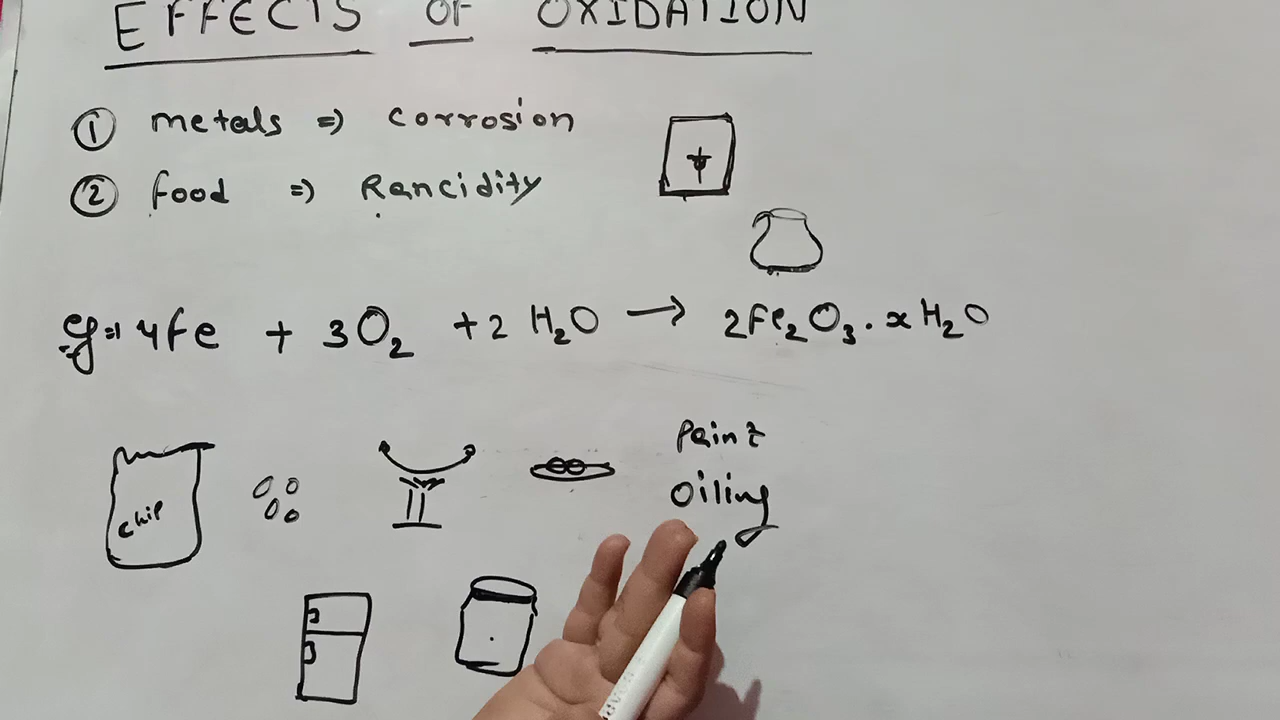 EFFECTS OF OXIDATION
① metals ⇒ Corrosion
② food ⇒ Rancidity
eg ⇒ 4Fe + 3O₂ + 2H₂O → 2Fe₂O₃.xH₂O
chip
Paint
oiling